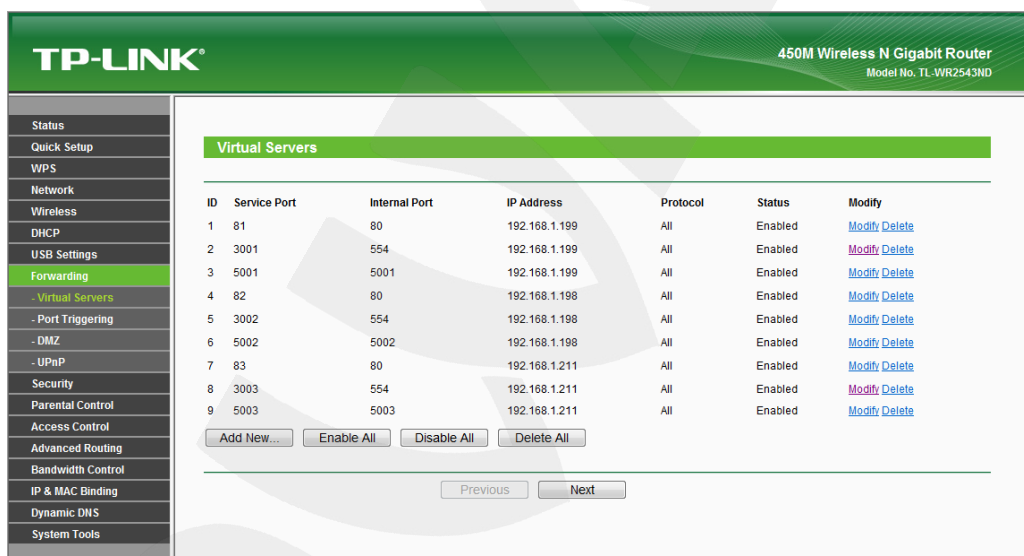 TP-LINK®
450M Wireless N Gigabit Router
Model No. TL-WR2543ND
Status
Quick Setup
WPS
Network
Wireless
DHCP
USB Settings
Forwarding
- Virtual Servers
- Port Triggering
- DMZ
- UPnP
Security
Parental Control
Access Control
Advanced Routing
Bandwidth Control
IP & MAC Binding
Dynamic DNS
System Tools
Virtual Servers
ID Service Port Internal Port IP Address Protocol Status Modify
1 81 80 192.168.1.199 All Enabled Modify Delete
2 3001 554 192.168.1.199 All Enabled Modify Delete
3 5001 5001 192.168.1.199 All Enabled Modify Delete
4 82 80 192.168.1.198 All Enabled Modify Delete
5 3002 554 192.168.1.198 All Enabled Modify Delete
6 5002 5002 192.168.1.198 All Enabled Modify Delete
7 83 80 192.168.1.211 All Enabled Modify Delete
8 3003 554 192.168.1.211 All Enabled Modify Delete
9 5003 5003 192.168.1.211 All Enabled Modify Delete
Add New... Enable All Disable All Delete All
Previous Next